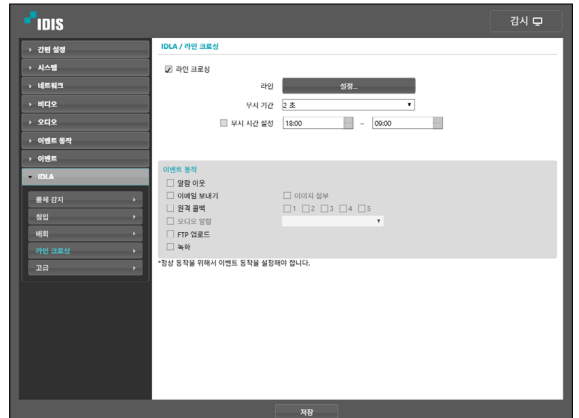 IDIS
감시
간편 설정
시스템
네트워크
비디오
오디오
이벤트 동작
이벤트
IDLA
물체 감지
침입
배회
라인 크로싱
고급
IDLA / 라인 크로싱
라인 크로싱
라인 설정...
무시 기간 2 초
무시 시간 설정 18:00 ~ 09:00
이벤트 동작
알람 아웃
이메일 보내기 이미지 첨부
원격 콜백 1 2 3 4 5
오디오 알람
FTP 업로드
녹화
*정상 동작을 위해서 이벤트 동작을 설정해야 합니다.
저장